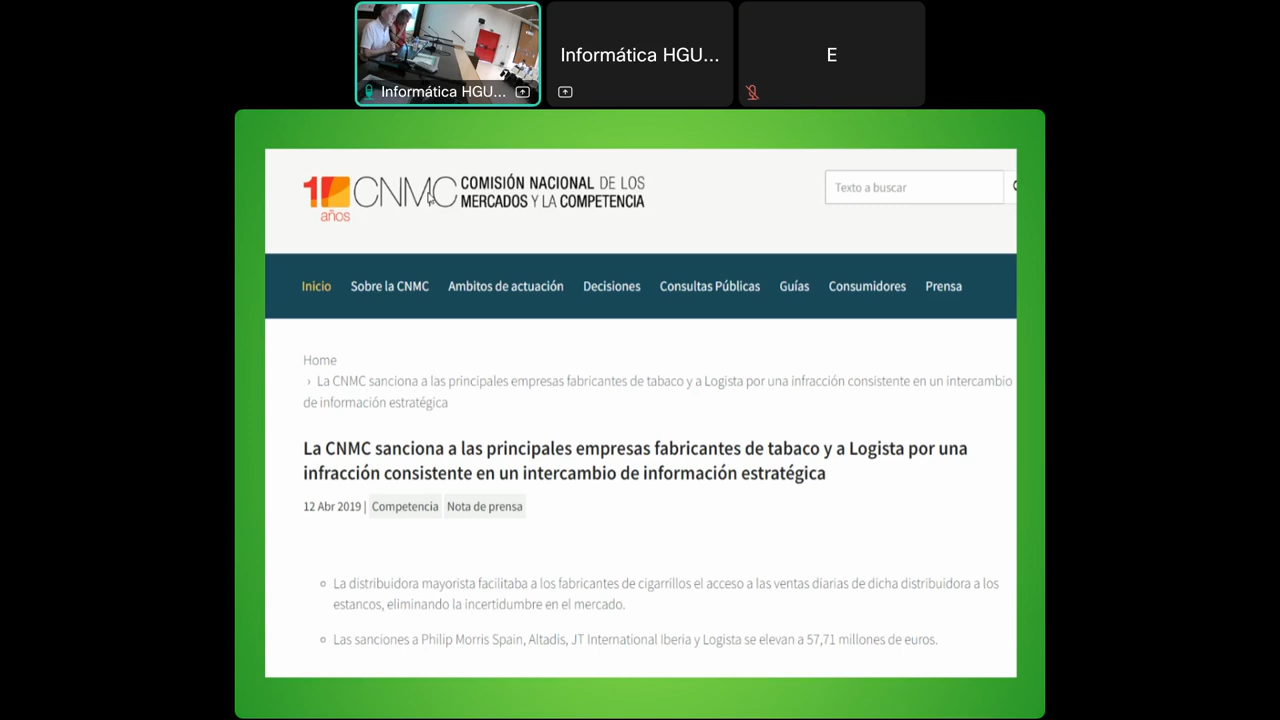 Informática HGU...
Informática HGU...
E
10 años
CNMC
COMISIÓN NACIONAL DE LOS
MERCADOS Y LA COMPETENCIA
Texto a buscar
Inicio Sobre la CNMC Ambitos de actuación Decisiones Consultas Públicas Guías Consumidores Prensa
Home
› La CNMC sanciona a las principales empresas fabricantes de tabaco y a Logista por una infracción consistente en un intercambio
de información estratégica
La CNMC sanciona a las principales empresas fabricantes de tabaco y a Logista por una
infracción consistente en un intercambio de información estratégica
12 Abr 2019 | Competencia Nota de prensa
La distribuidora mayorista facilitaba a los fabricantes de cigarrillos el acceso a las ventas diarias de dicha distribuidora a los
estancos, eliminando la incertidumbre en el mercado.
Las sanciones a Philip Morris Spain, Altadis, JT International Iberia y Logista se elevan a 57,71 millones de euros.